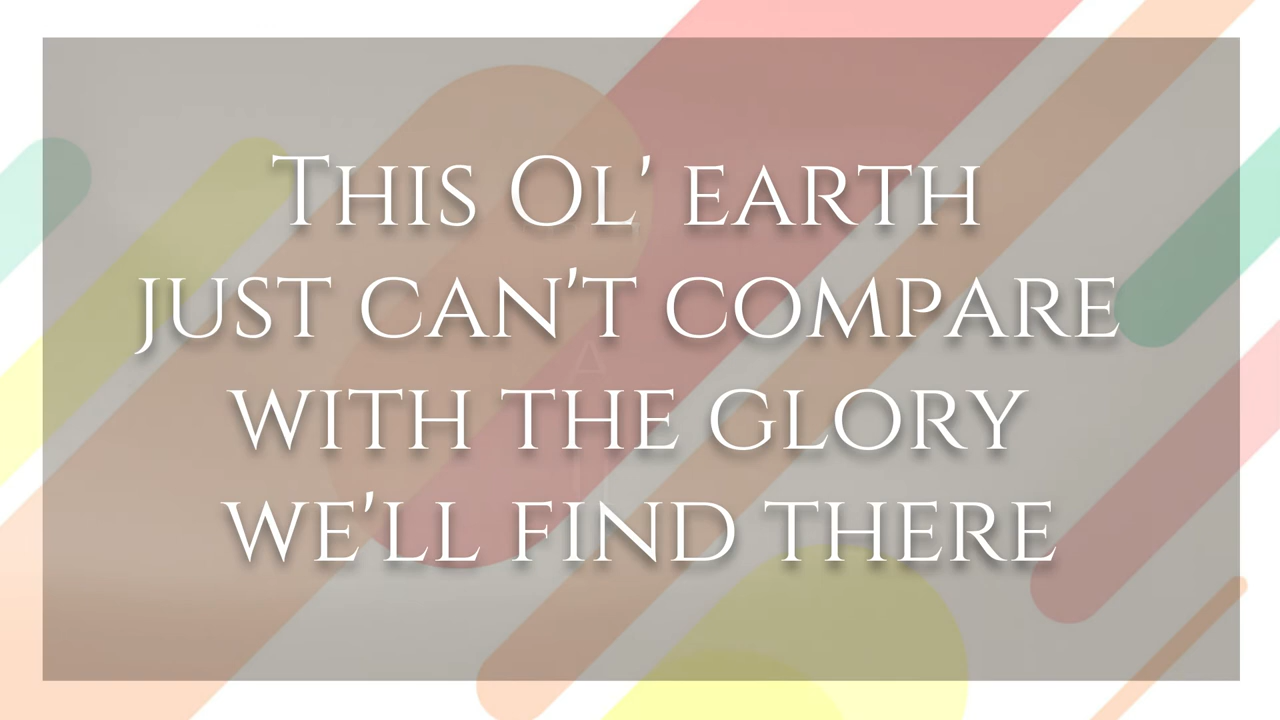 This Ol' earth
just can't compare
with the glory
we'll find there